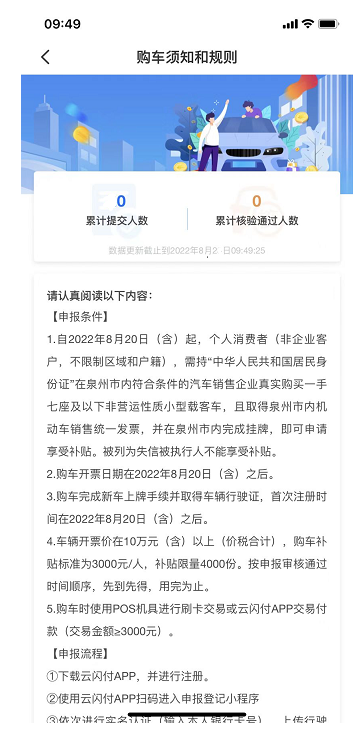 09:49
购车须知和规则
0
累计提交人数
0
累计核验通过人数
数据更新截止到2022年8月2 日09:49:25
请认真阅读以下内容：
【申报条件】
1.自2022年8月20日（含）起，个人消费者（非企业客
户，不限制区域和户籍），需持“中华人民共和国居民身
份证”在泉州市内符合条件的汽车销售企业真实购买一手
七座及以下非营运性质小型载客车，且取得泉州市内机
动车销售统一发票，并在泉州市内完成挂牌，即可申请
享受补贴。被列为失信被执行人不能享受补贴。
2.购车开票日期在2022年8月20日（含）之后。
3.购车完成新车上牌手续并取得车辆行驶证，首次注册时
间在2022年8月20日（含）之后。
4.车辆开票价在10万元（含）以上（价税合计），购车补
贴标准为3000元/人，补贴限量4000份。按申报审核通过
时间顺序，先到先得，用完为止。
5.购车时使用POS机具进行刷卡交易或云闪付APP交易付
款（交易金额≥3000元）。
【申报流程】
①下载云闪付APP，并进行注册。
②使用云闪付APP扫码进入申报登记小程序
③依次进行实名认证（输入本人银行卡号）、上传行驶